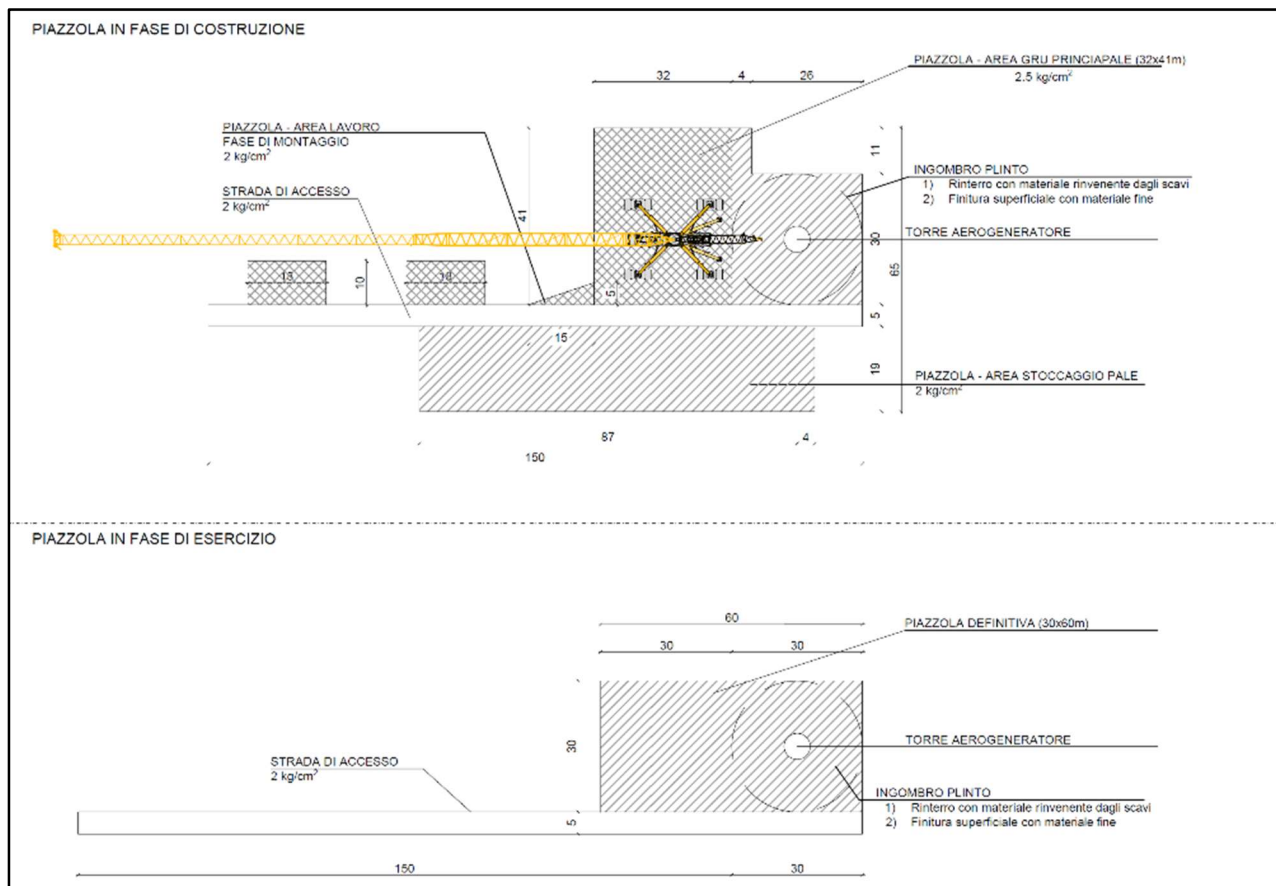 PIAZZOLA IN FASE DI COSTRUZIONE
32
4
26
PIAZZOLA - AREA GRU PRINCIAPALE (32x41m)
2.5 kg/cm²
PIAZZOLA - AREA LAVORO
FASE DI MONTAGGIO
2 kg/cm²
11
INGOMBRO PLINTO
1) Rinterro con materiale rinvenente dagli scavi
2) Finitura superficiale con materiale fine
STRADA DI ACCESSO
2 kg/cm²
41
TORRE AEROGENERATORE
30
65
10
5
5
15
19
PIAZZOLA - AREA STOCCAGGIO PALE
2 kg/cm²
87
4
150
PIAZZOLA IN FASE DI ESERCIZIO
60
PIAZZOLA DEFINITIVA (30x60m)
30
30
30
TORRE AEROGENERATORE
STRADA DI ACCESSO
2 kg/cm²
INGOMBRO PLINTO
1) Rinterro con materiale rinvenente dagli scavi
2) Finitura superficiale con materiale fine
5
150
30